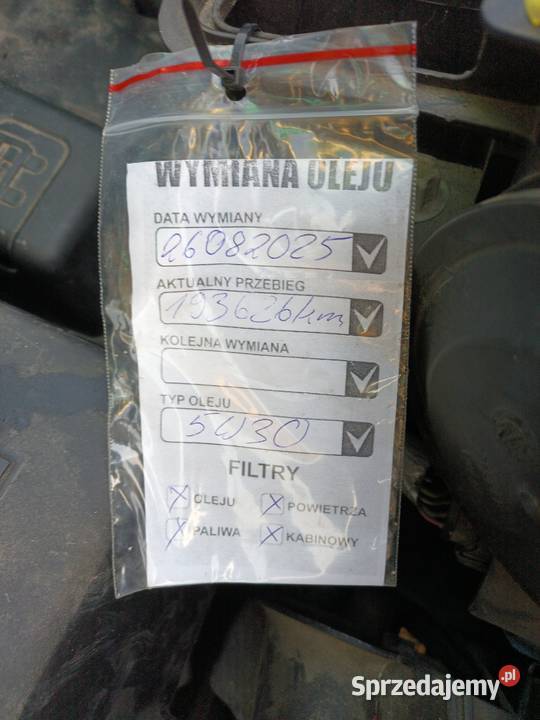 WYMIANA OLEJU
DATA WYMIANY
26082025
AKTUALNY PRZEBIEG
193626km
KOLEJNA WYMIANA
TYP OLEJU
5W30
FILTRY
X OLEJU X POWIETRZA
X PALIWA X KABINOWY
Sprzedajemy.pl